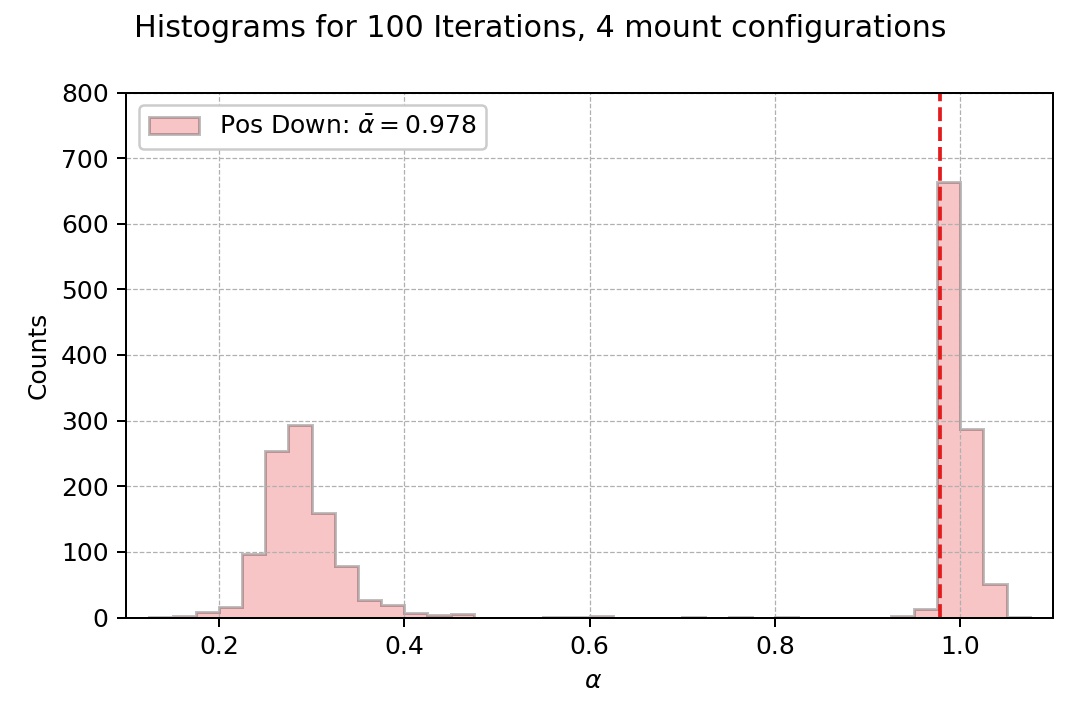 Histograms for 100 Iterations, 4 mount configurations
800
700
600
500
400
300
200
100
0
Counts
Pos Down: ᾱ = 0.978
0.2 0.4 0.6 0.8 1.0
α